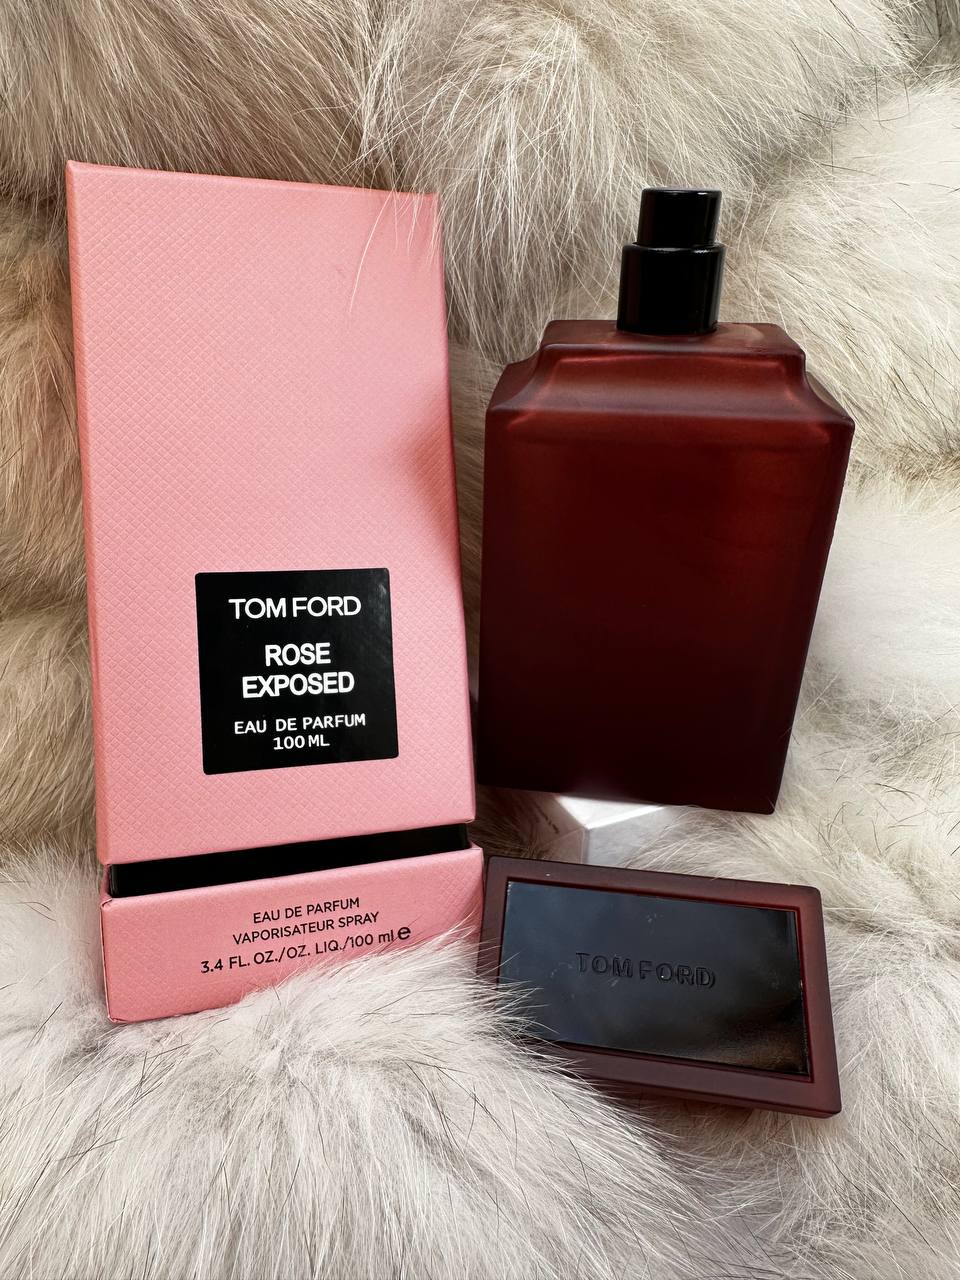 TOM FORD
ROSE
EXPOSED
EAU DE PARFUM
100 ML
EAU DE PARFUM
VAPORISATEUR SPRAY
3.4 FL. OZ./OZ. LIQ./100 ml e
TOM FORD